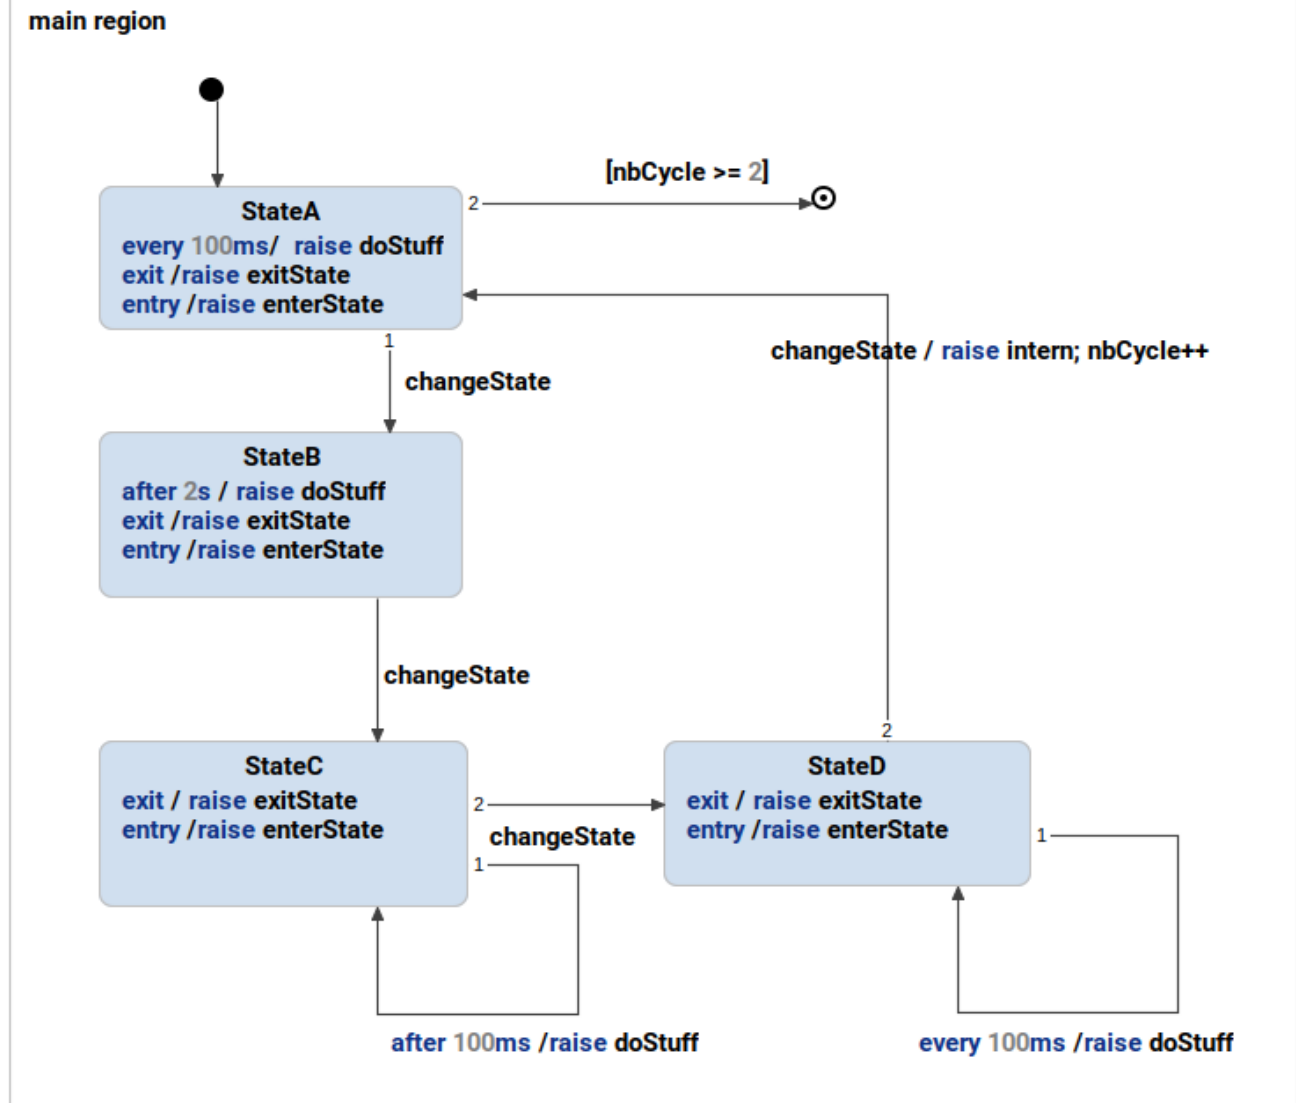 main region
[nbCycle >= 2]
2
StateA
every 100ms/ raise doStuff
exit /raise exitState
entry /raise enterState
1
changeState / raise intern; nbCycle++
changeState
StateB
after 2s / raise doStuff
exit /raise exitState
entry /raise enterState
changeState
2
StateC
exit / raise exitState
entry /raise enterState
2
changeState
1
StateD
exit / raise exitState
entry /raise enterState
1
after 100ms /raise doStuff
every 100ms /raise doStuff